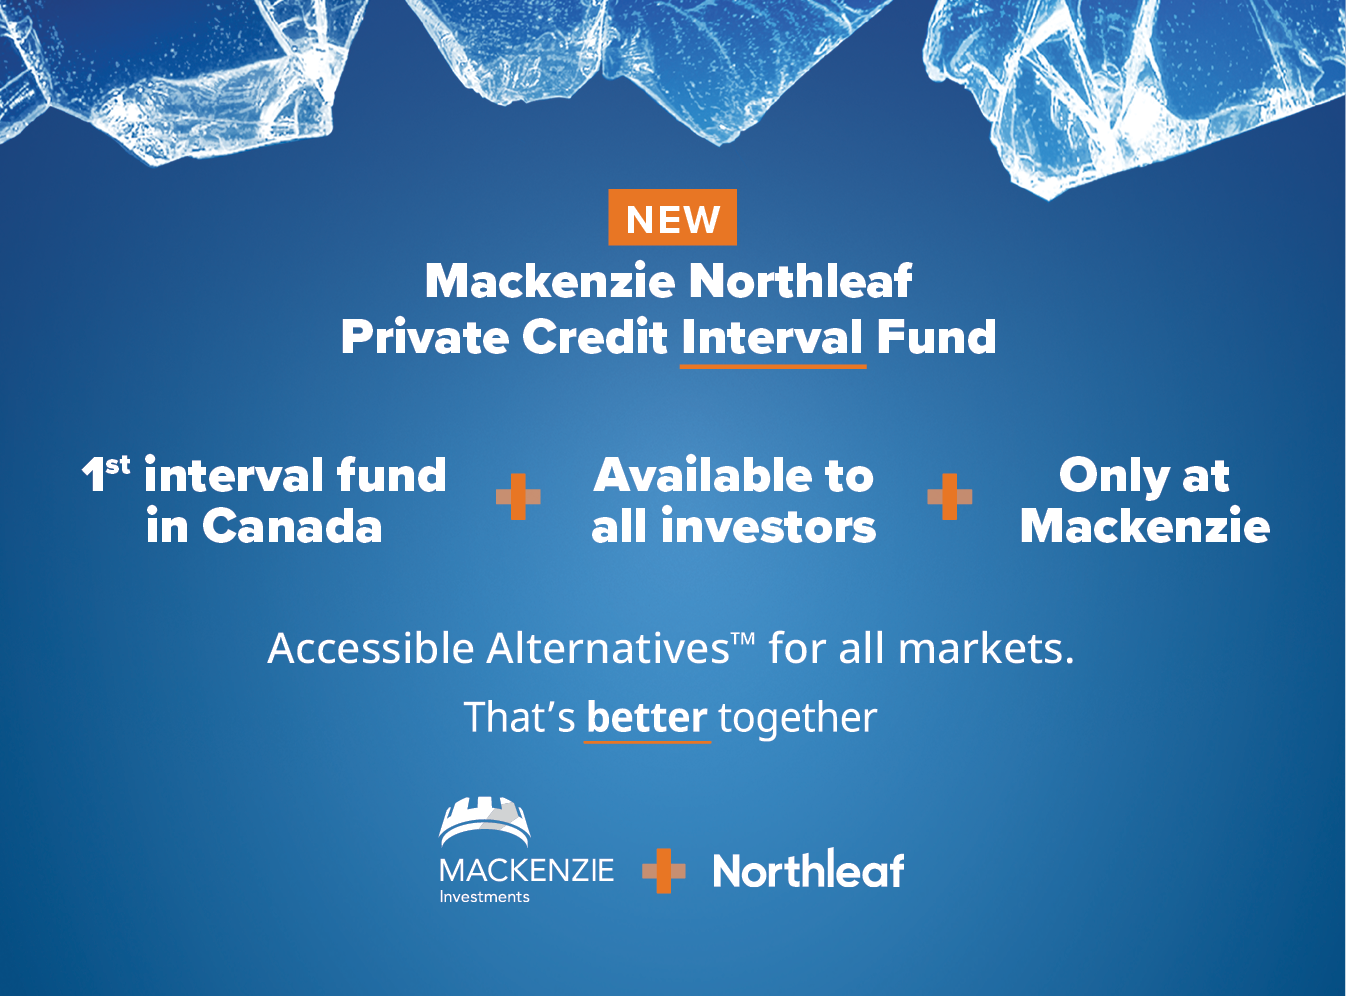 NEW
Mackenzie Northleaf
Private Credit Interval Fund
1st interval fund
in Canada
Available to
all investors
Only at
Mackenzie
Accessible Alternatives™ for all markets.
That's better together
MACKENZIE
Investments
Northleaf